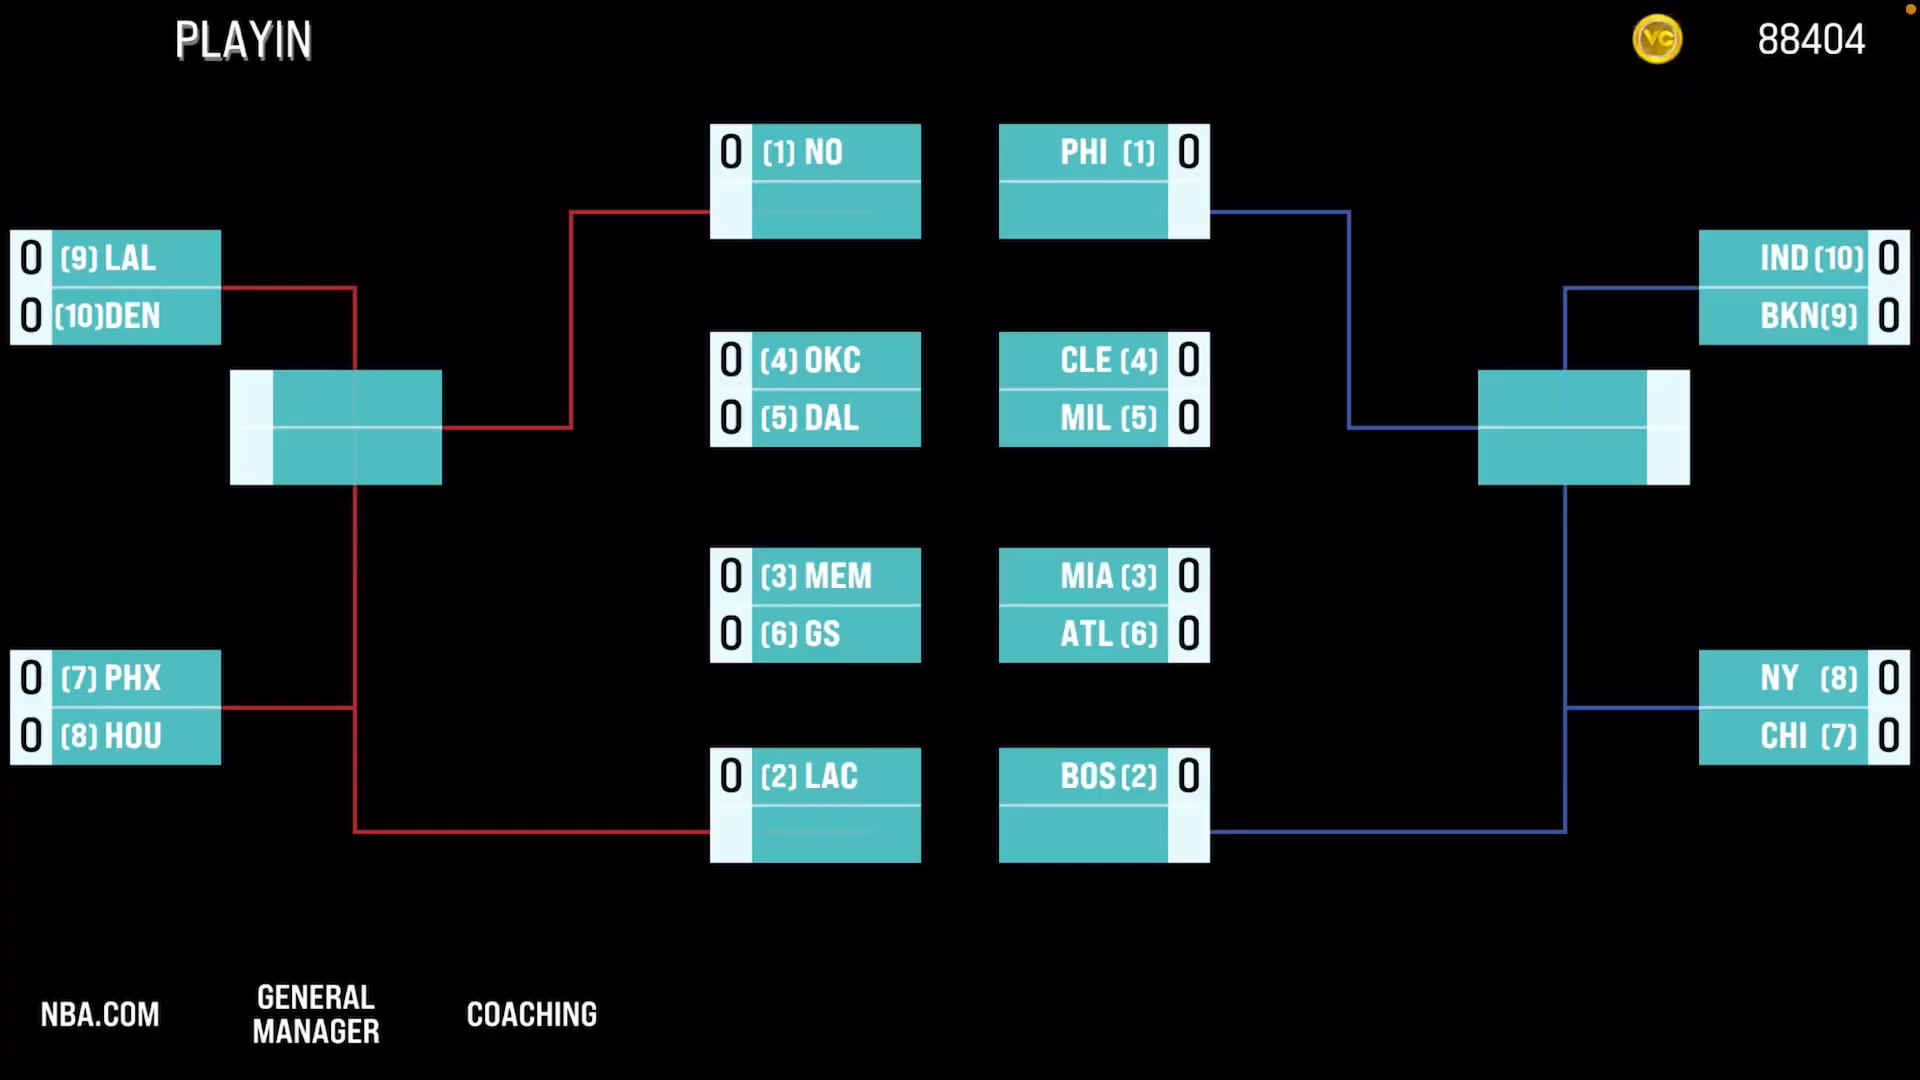 PLAYIN
VC 88404
0 (1) NO
PHI (1) 0
0 (9) LAL
0 (10)DEN
IND (10) 0
BKN(9) 0
0 (4) OKC
0 (5) DAL
CLE (4) 0
MIL (5) 0
0 (3) MEM
0 (6) GS
MIA (3) 0
ATL (6) 0
0 (7) PHX
0 (8) HOU
NY (8) 0
CHI (7) 0
0 (2) LAC
BOS(2) 0
NBA.COM
GENERAL
MANAGER
COACHING